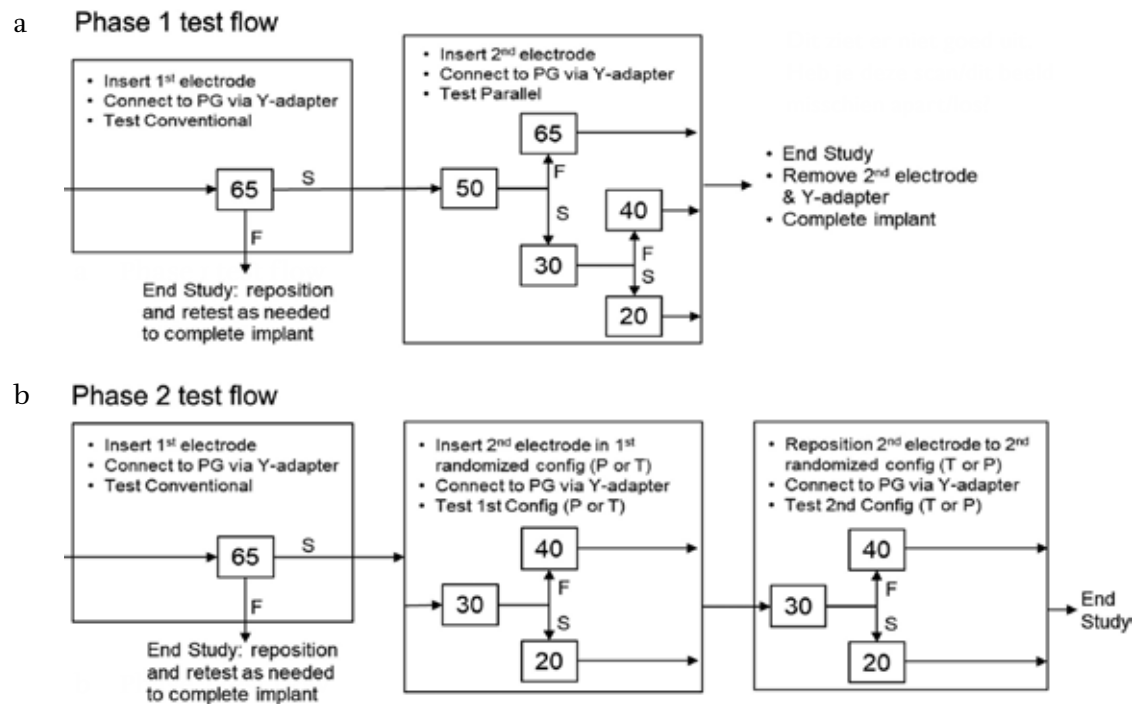 a
Phase 1 test flow
• Insert 1st electrode
• Connect to PG via Y-adapter
• Test Conventional
65
S
F
End Study: reposition
and retest as needed
to complete implant
• Insert 2nd electrode
• Connect to PG via Y-adapter
• Test Parallel
65
F
50
S
40
30
F
S
20
• End Study
• Remove 2nd electrode
& Y-adapter
• Complete implant
b
Phase 2 test flow
• Insert 1st electrode
• Connect to PG via Y-adapter
• Test Conventional
65
S
F
End Study: reposition
and retest as needed
to complete implant
• Insert 2nd electrode in 1st
randomized config (P or T)
• Connect to PG via Y-adapter
• Test 1st Config (P or T)
40
F
30
S
20
• Reposition 2nd electrode to 2nd
randomized config (T or P)
• Connect to PG via Y-adapter
• Test 2nd Config (T or P)
40
F
30
S
20
End
Study